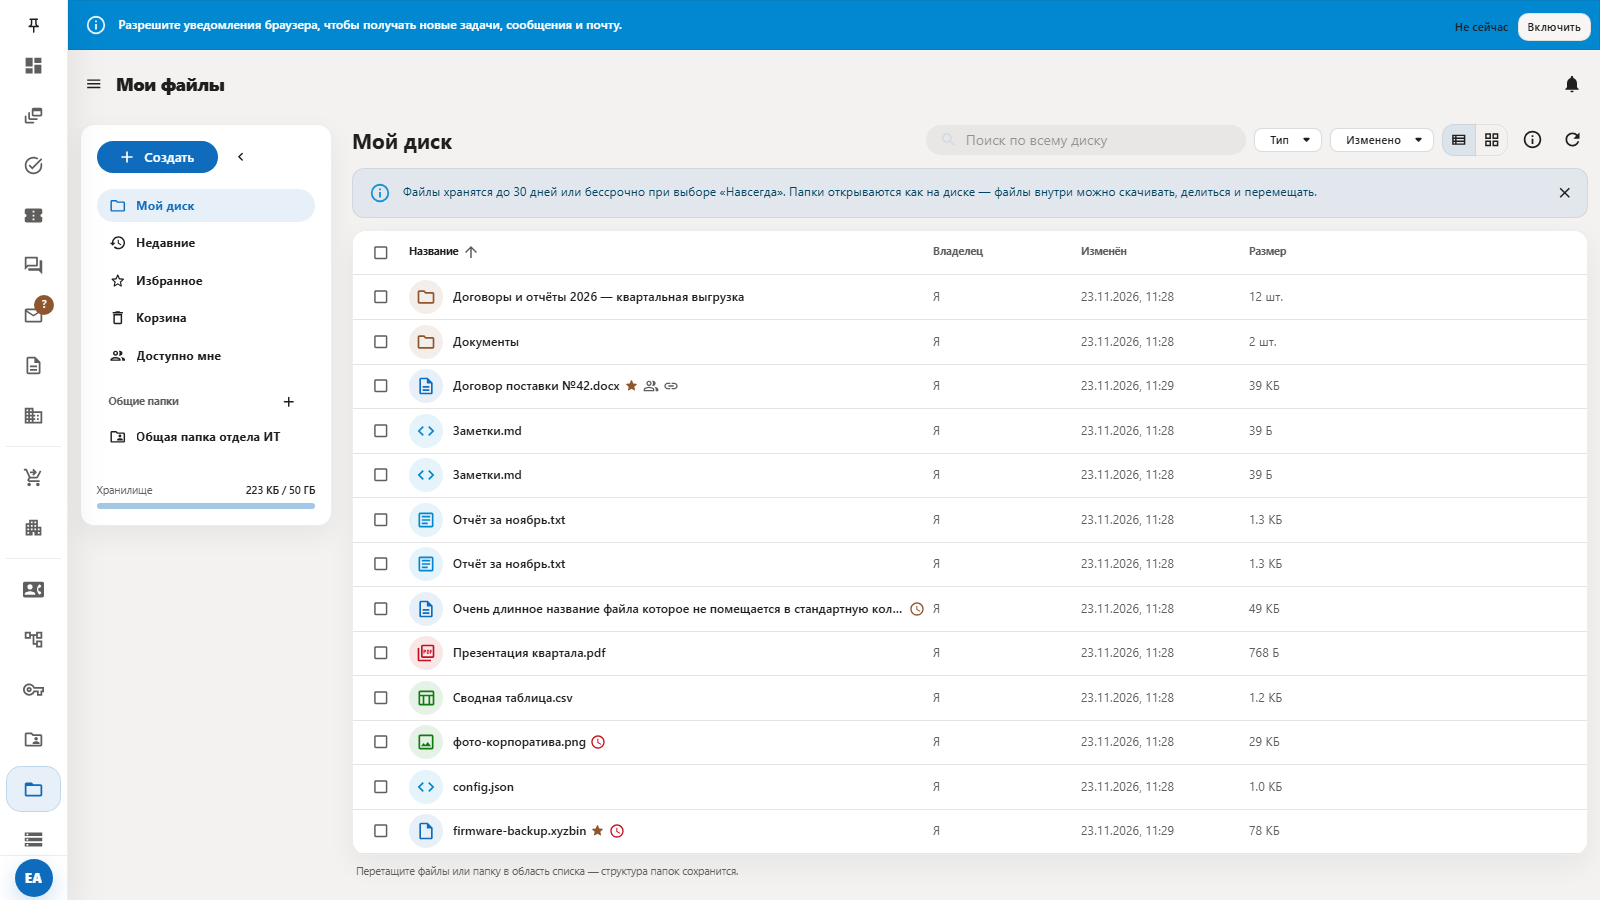 Разрешите уведомления браузера, чтобы получать новые задачи, сообщения и почту.
Не сейчас
Включить
Мои файлы
?
Создать
Мой диск
Недавние
Избранное
Корзина
Доступно мне
Общие папки
Общая папка отдела ИТ
Хранилище
223 КБ / 50 ГБ
Мой диск
Поиск по всему диску
Тип
Изменено
Файлы хранятся до 30 дней или бессрочно при выборе «Навсегда». Папки открываются как на диске — файлы внутри можно скачивать, делиться и перемещать.
Название Владелец Изменён Размер
Договоры и отчёты 2026 — квартальная выгрузка Я 23.11.2026, 11:28 12 шт.
Документы Я 23.11.2026, 11:28 2 шт.
Договор поставки №42.docx Я 23.11.2026, 11:29 39 КБ
Заметки.md Я 23.11.2026, 11:28 39 Б
Заметки.md Я 23.11.2026, 11:28 39 Б
Отчёт за ноябрь.txt Я 23.11.2026, 11:28 1.3 КБ
Отчёт за ноябрь.txt Я 23.11.2026, 11:28 1.3 КБ
Очень длинное название файла которое не помещается в стандартную кол... Я 23.11.2026, 11:28 49 КБ
PDF Презентация квартала.pdf Я 23.11.2026, 11:28 768 Б
Сводная таблица.csv Я 23.11.2026, 11:28 1.2 КБ
фото-корпоратива.png Я 23.11.2026, 11:28 29 КБ
config.json Я 23.11.2026, 11:28 1.0 КБ
firmware-backup.xyzbin Я 23.11.2026, 11:29 78 КБ
Перетащите файлы или папку в область списка — структура папок сохранится.
EA